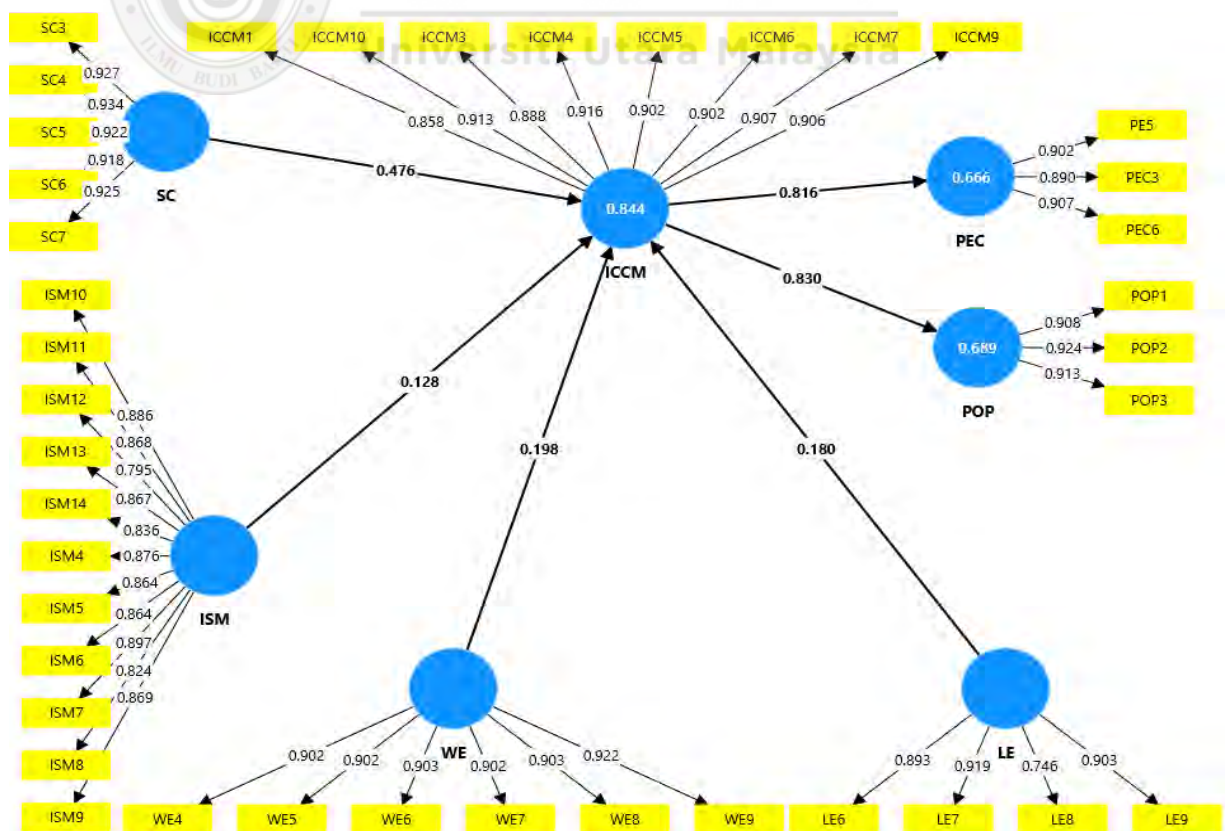 SC3
SC4
SC5
SC6
SC7
0.927
0.934
0.922
0.918
0.925
SC
ILMU BUDI BAKTI
Universiti Utara Malaysia
ICCM1
ICCM10
ICCM3
ICCM4
ICCM5
ICCM6
ICCM7
ICCM9
0.858
0.913
0.888
0.916
0.902
0.902
0.907
0.906
0.476
0.844
ICCM
0.816
0.666
PEC
0.902
0.890
0.907
PE5
PEC3
PEC6
0.830
0.689
POP
0.908
0.924
0.913
POP1
POP2
POP3
ISM10
ISM11
ISM12
ISM13
ISM14
ISM4
ISM5
ISM6
ISM7
ISM8
ISM9
0.886
0.868
0.795
0.867
0.836
0.876
0.864
0.864
0.897
0.824
0.869
ISM
0.128
0.198
0.180
WE
0.902
0.902
0.903
0.902
0.903
0.922
WE4
WE5
WE6
WE7
WE8
WE9
LE
0.893
0.919
0.746
0.903
LE6
LE7
LE8
LE9